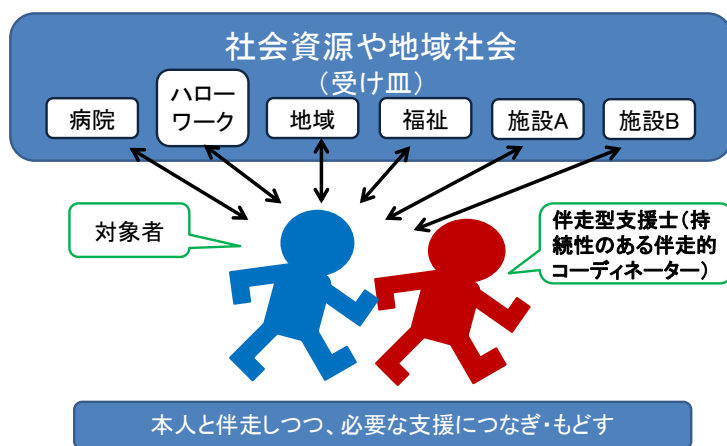 社会資源や地域社会
（受け皿）
病院
ハロー
ワーク
地域
福祉
施設A
施設B
対象者
伴走型支援士（持
続性のある伴走的
コーディネーター）
本人と伴走しつつ、必要な支援につなぎ・もどす